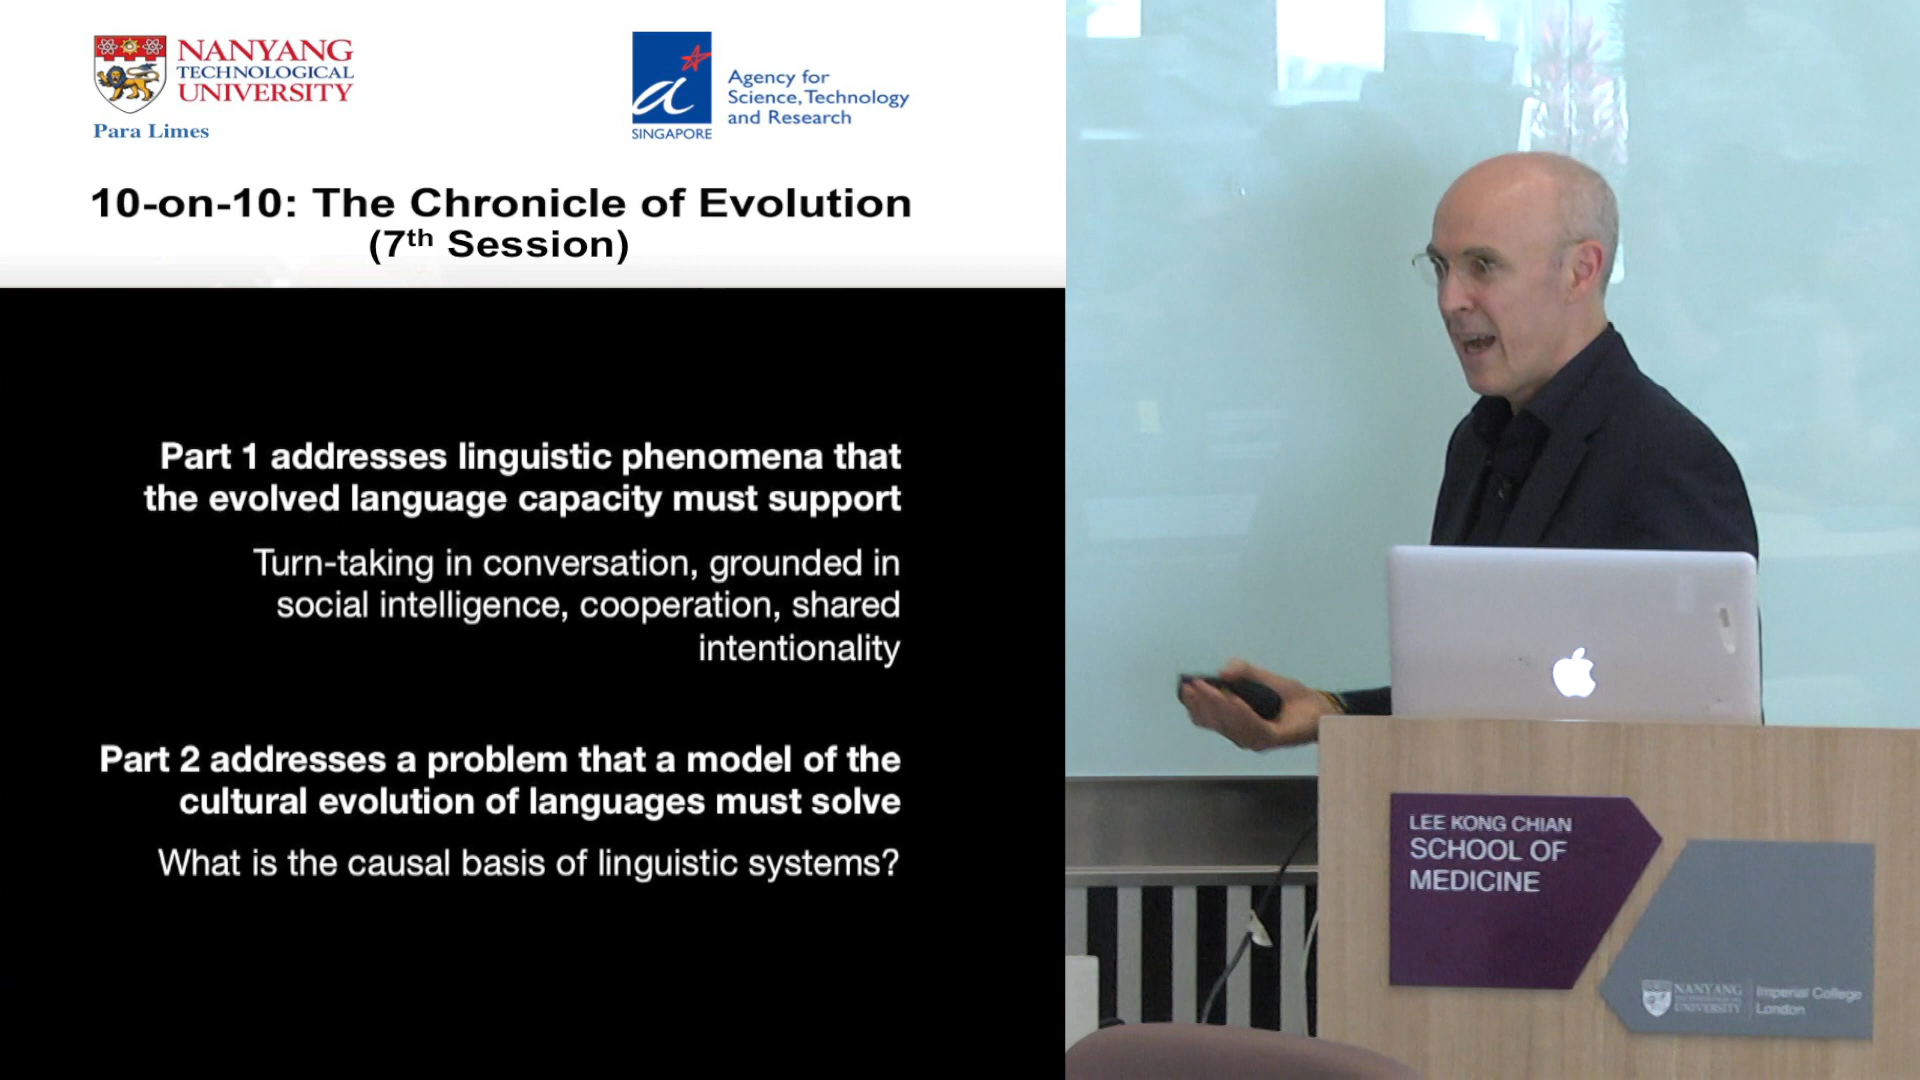 NANYANG
TECHNOLOGICAL
UNIVERSITY
Para Limes
SINGAPORE
Agency for
Science, Technology
and Research
10-on-10: The Chronicle of Evolution
(7th Session)
Part 1 addresses linguistic phenomena that
the evolved language capacity must support
Turn-taking in conversation, grounded in
social intelligence, cooperation, shared
intentionality
Part 2 addresses a problem that a model of the
cultural evolution of languages must solve
What is the causal basis of linguistic systems?
LEE KONG CHIAN
SCHOOL OF
MEDICINE
NANYANG
TECHNOLOGICAL
UNIVERSITY
Imperial College
London